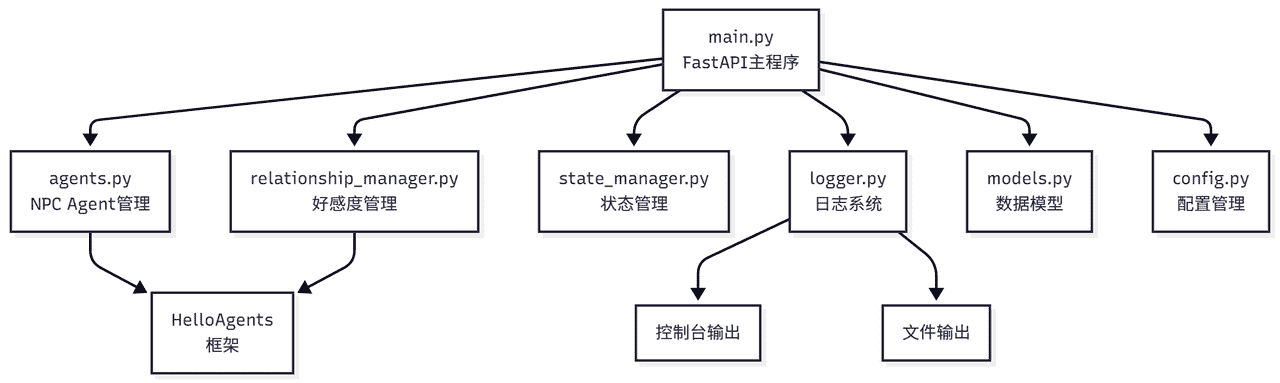 main.py
FastAPI主程序
agents.py
NPC Agent管理
relationship_manager.py
好感度管理
state_manager.py
状态管理
logger.py
日志系统
models.py
数据模型
config.py
配置管理
HelloAgents
框架
控制台输出
文件输出